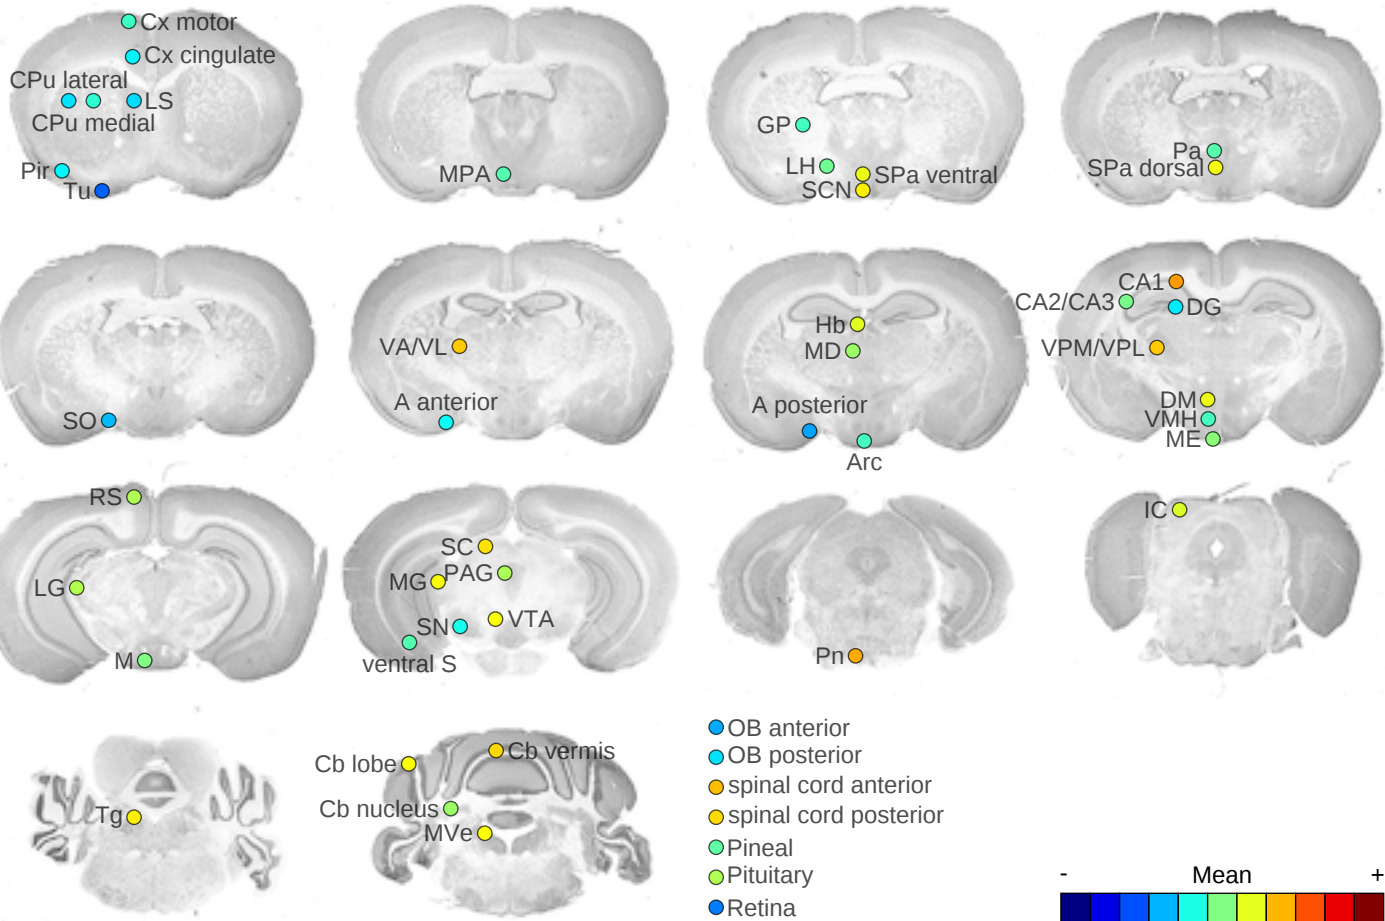 Cx motor
Cx cingulate
CPu lateral
LS
CPu medial
Pir
Tu
MPA
GP
LH
SPa ventral
SCN
Pa
SPa dorsal
SO
VA/VL
A anterior
Hb
MD
A posterior
Arc
CA1
CA2/CA3
DG
VPM/VPL
DM
VMH
ME
RS
LG
M
SC
PAG
MG
VTA
SN
ventral S
Pn
IC
Tg
Cb vermis
Cb lobe
Cb nucleus
MVe
OB anterior
OB posterior
spinal cord anterior
spinal cord posterior
Pineal
Pituitary
Retina
- Mean +